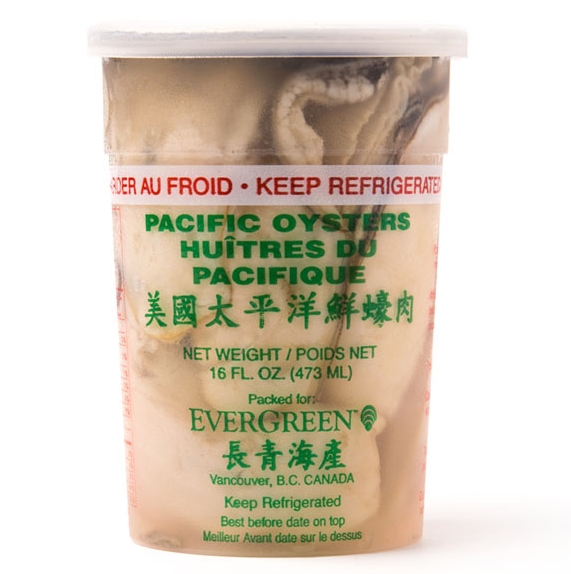 RDER AU FROID • KEEP REFRIGERATED
PACIFIC OYSTERS
HUÎTRES DU
PACIFIQUE
美國太平洋鮮蠔肉
NET WEIGHT / POIDS NET
16 FL. OZ. (473 ML)
Packed for:
EVERGREEN™
長青海產
Vancouver, B.C. CANADA
Keep Refrigerated
Best before date on top
Meilleur Avant date sur le dessus